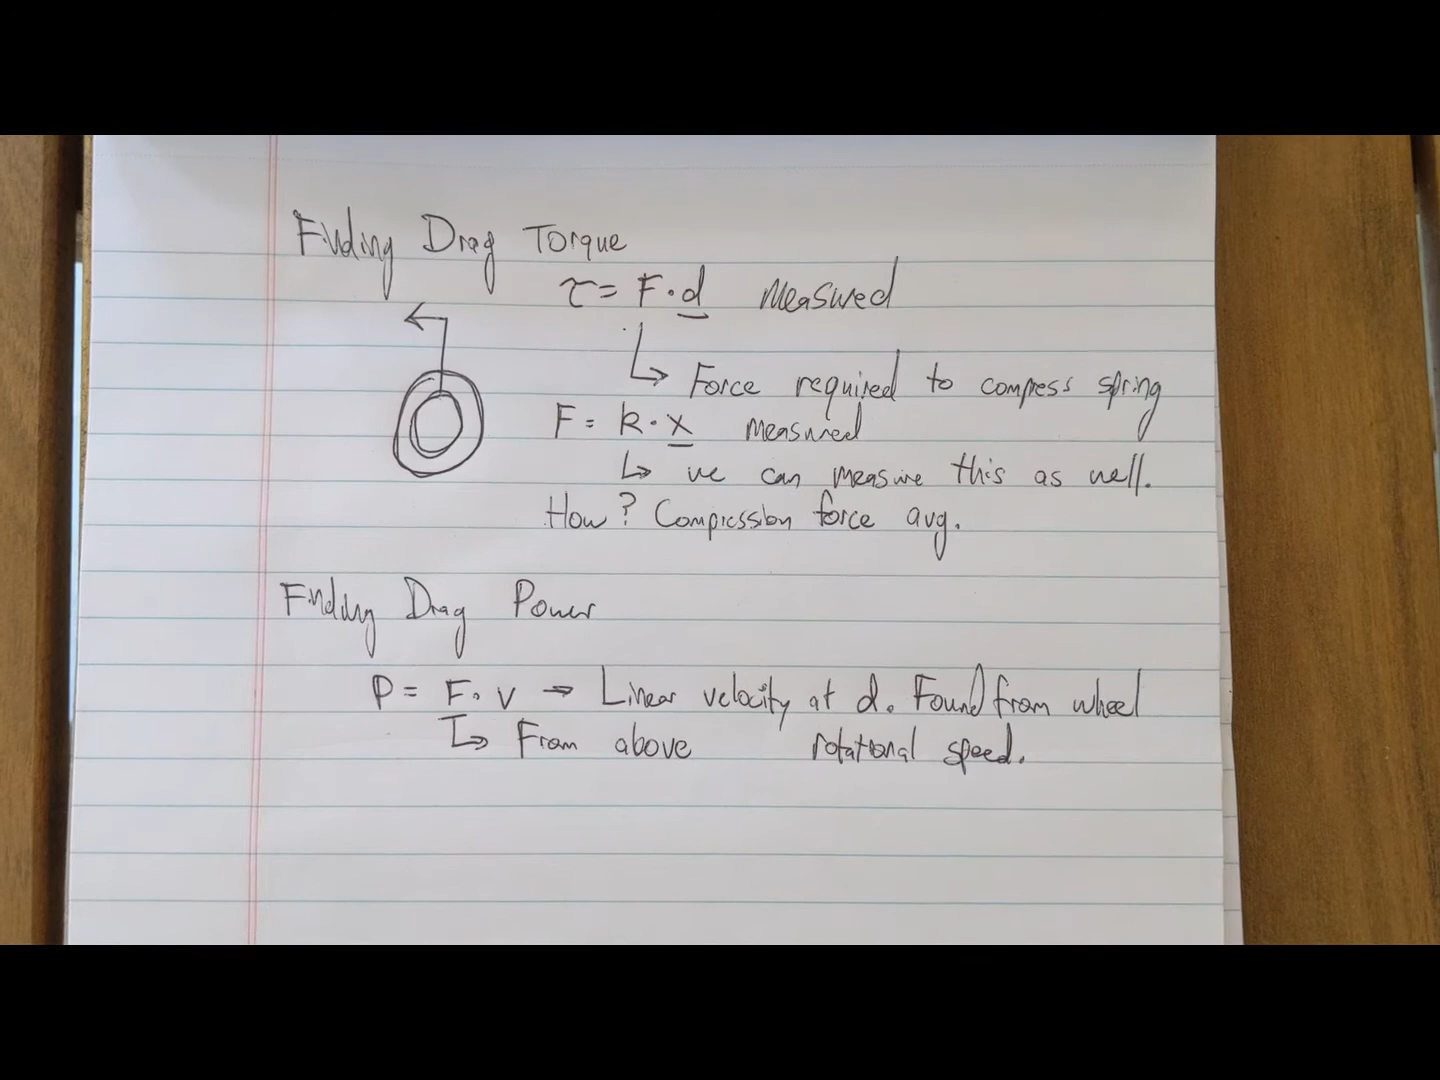 Finding Drag Torque
τ = F · d measured
↳ Force required to compress spring
F = k · x measured
↳ we can measure this as well.
How? Compression force avg.
Finding Drag Power
P = F · v → Linear velocity at d. Found from wheel
↳ From above rotational speed.